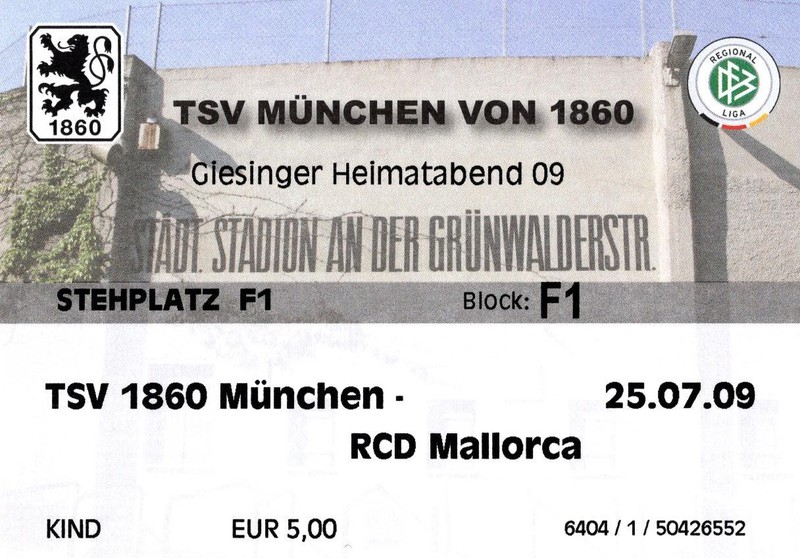 1860
TSV MÜNCHEN VON 1860
REGIONAL
DFB
LIGA
Giesinger Heimatabend 09
STÄDT. STADION AN DER GRÜNWALDERSTR.
STEHPLATZ F1
Block: F1
TSV 1860 München -
25.07.09
RCD Mallorca
KIND
EUR 5,00
6404 / 1 / 50426552